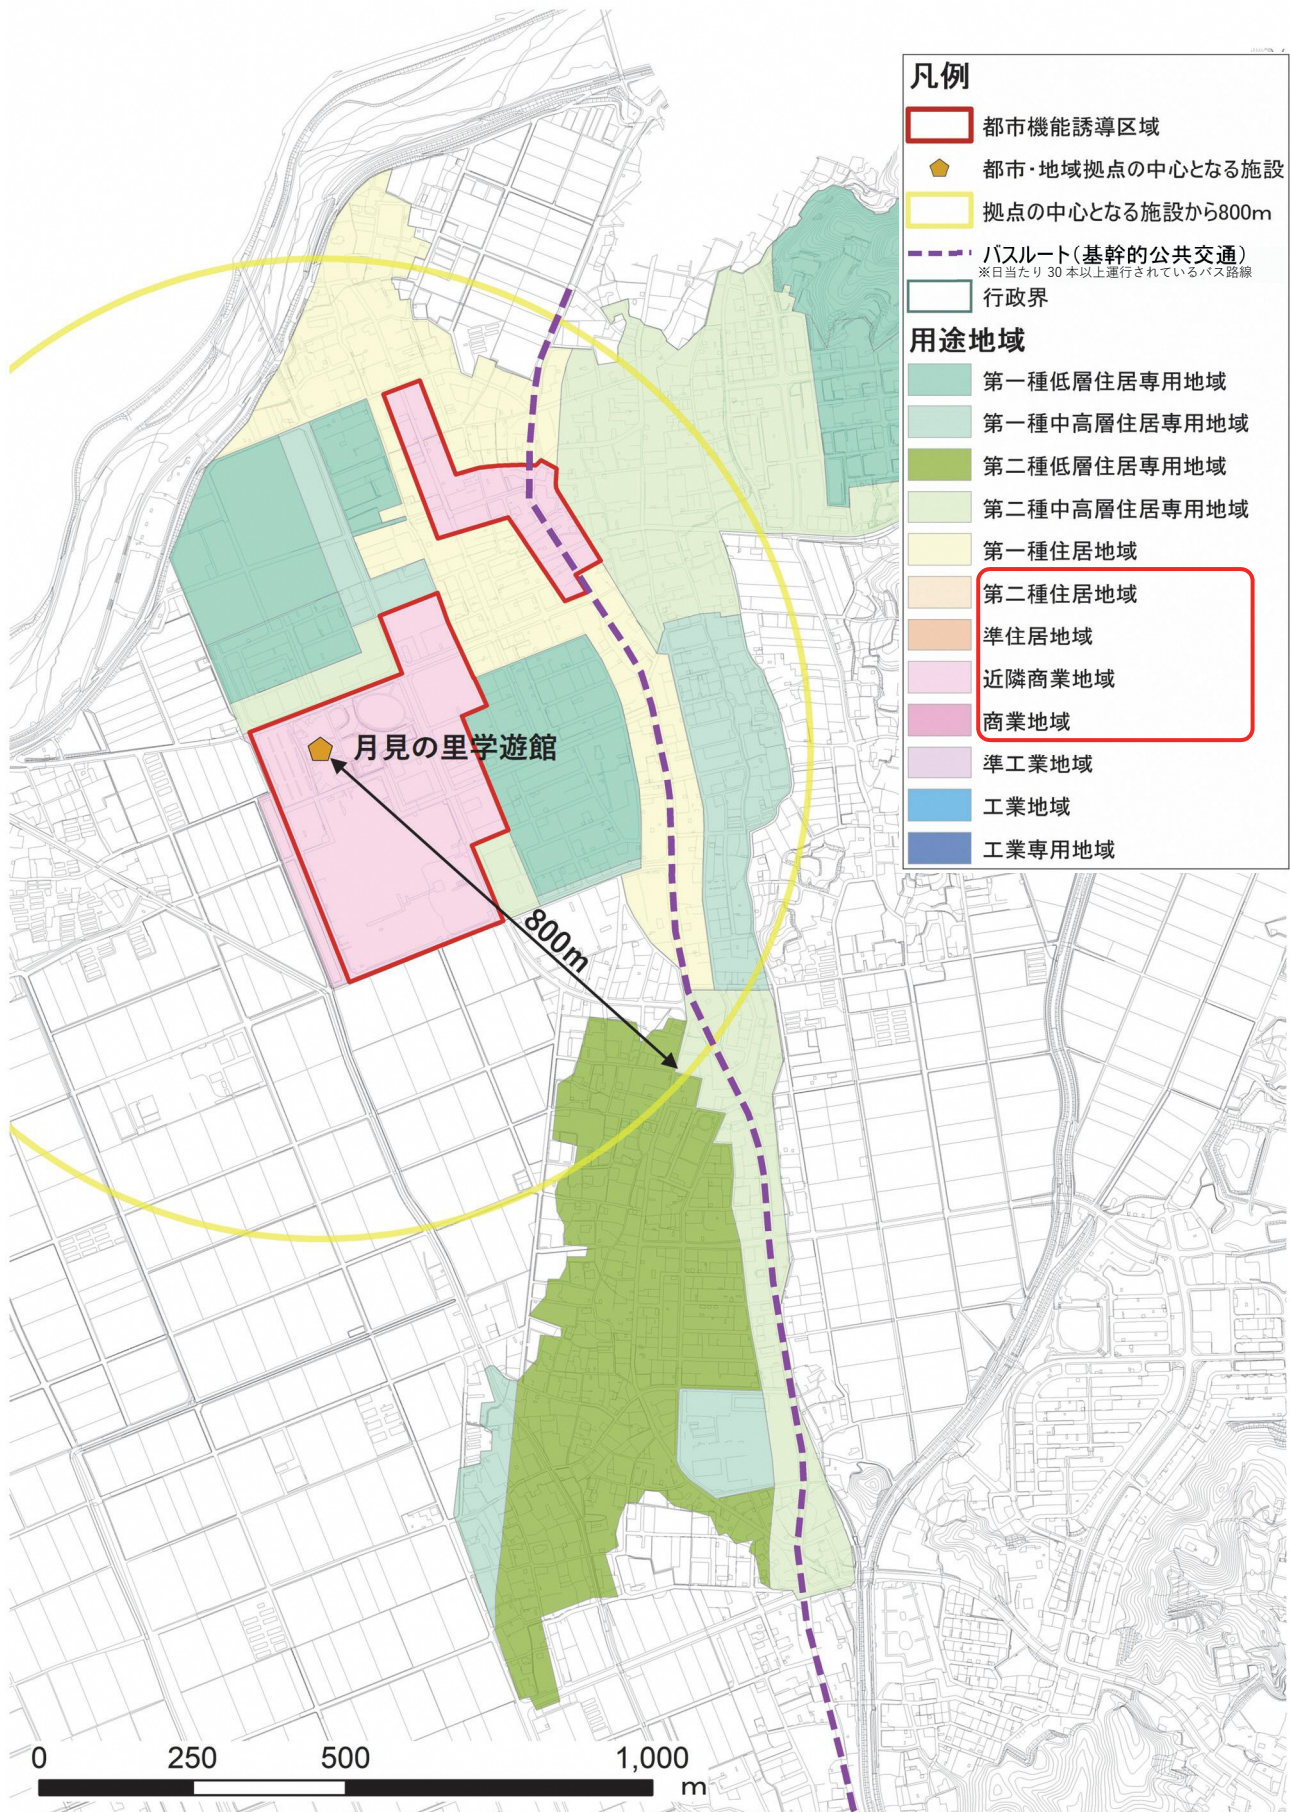 凡例
都市機能誘導区域
都市・地域拠点の中心となる施設
拠点の中心となる施設から800m
バスルート(基幹的公共交通)
※日当たり30本以上運行されているバス路線
行政界
用途地域
第一種低層住居専用地域
第一種中高層住居専用地域
第二種低層住居専用地域
第二種中高層住居専用地域
第一種住居地域
第二種住居地域
準住居地域
近隣商業地域
商業地域
準工業地域
工業地域
工業専用地域
月見の里学遊館
800m
0 250 500 1,000
m